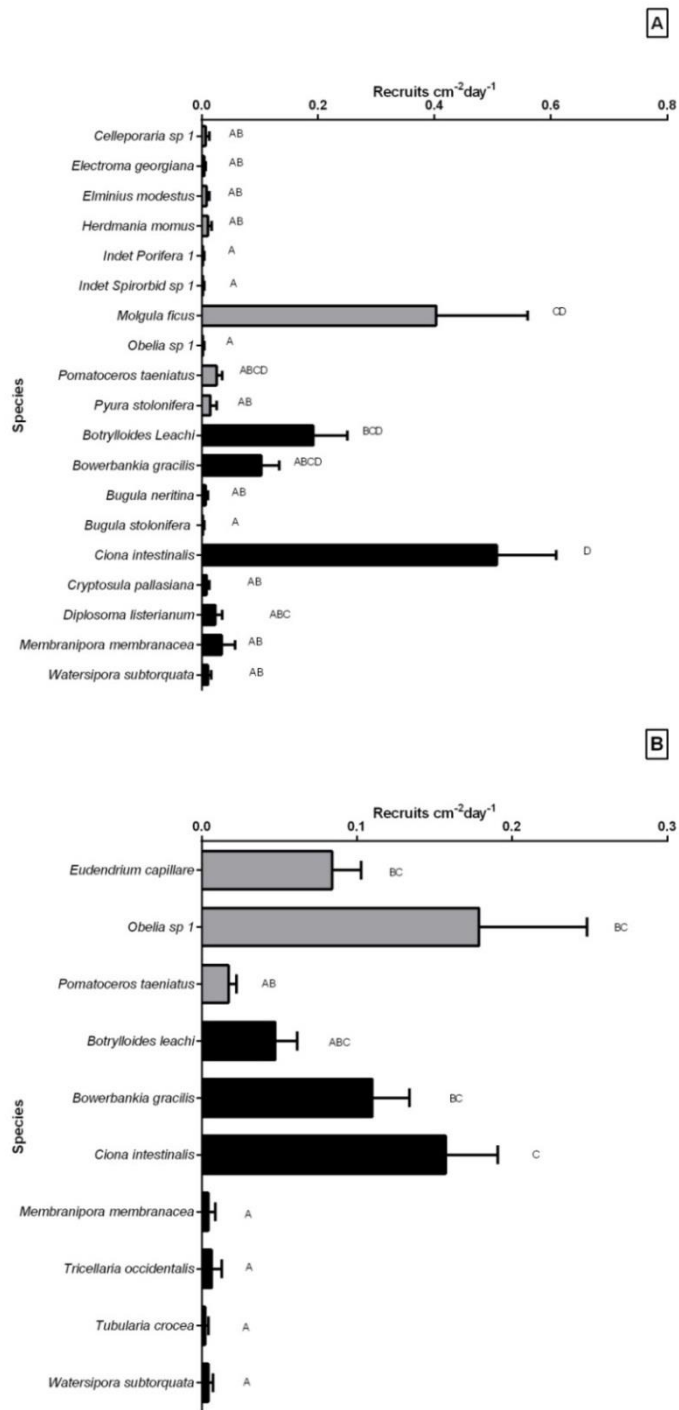 A
Recruits cm⁻²day⁻¹
0.0 0.2 0.4 0.6 0.8
Species
Celleporaria sp 1 AB
Electroma georgiana AB
Elminius modestus AB
Herdmania momus AB
Indet Porifera 1 A
Indet Spirorbid sp 1 A
Molgula ficus CD
Obelia sp 1 A
Pomatoceros taeniatus ABCD
Pyura stolonifera AB
Botrylloides Leachi BCD
Bowerbankia gracilis ABCD
Bugula neritina AB
Bugula stolonifera A
Ciona intestinalis D
Cryptosula pallasiana AB
Diplosoma listerianum ABC
Membranipora membranacea AB
Watersipora subtorquata AB
B
Recruits cm⁻²day⁻¹
0.0 0.1 0.2 0.3
Species
Eudendrium capillare BC
Obelia sp 1 BC
Pomatoceros taeniatus AB
Botrylloides leachi ABC
Bowerbankia gracilis BC
Ciona intestinalis C
Membranipora membranacea A
Tricellaria occidentalis A
Tubularia crocea A
Watersipora subtorquata A